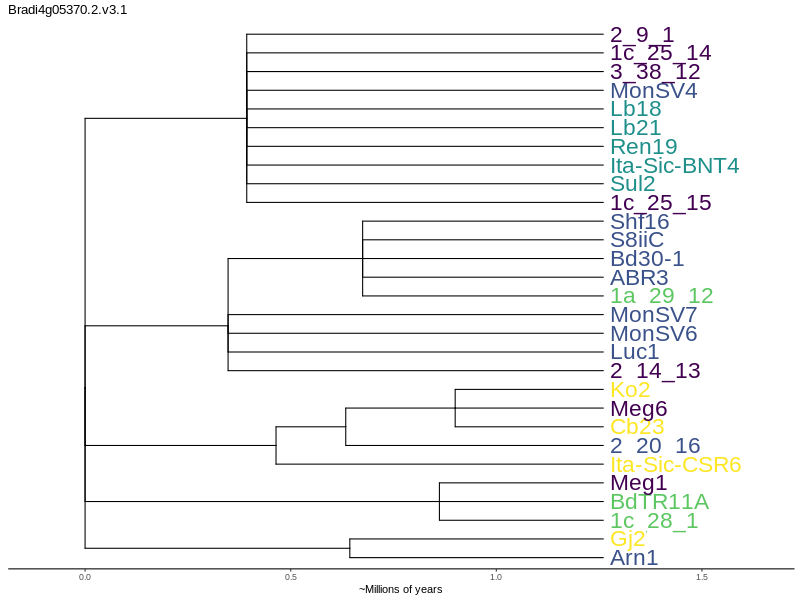 Bradi4g05370.2.v3.1
2_9_1
1c_25_14
3_38_12
MonSV4
Lb18
Lb21
Ren19
Ita-Sic-BNT4
Sul2
1c_25_15
Shf16
S8iiC
Bd30-1
ABR3
1a_29_12
MonSV7
MonSV6
Luc1
2_14_13
Ko2
Meg6
Cb23
2_20_16
Ita-Sic-CSR6
Meg1
BdTR11A
1c_28_1
Gj2
Arn1
0.0 0.5 1.0 1.5
~Millions of years